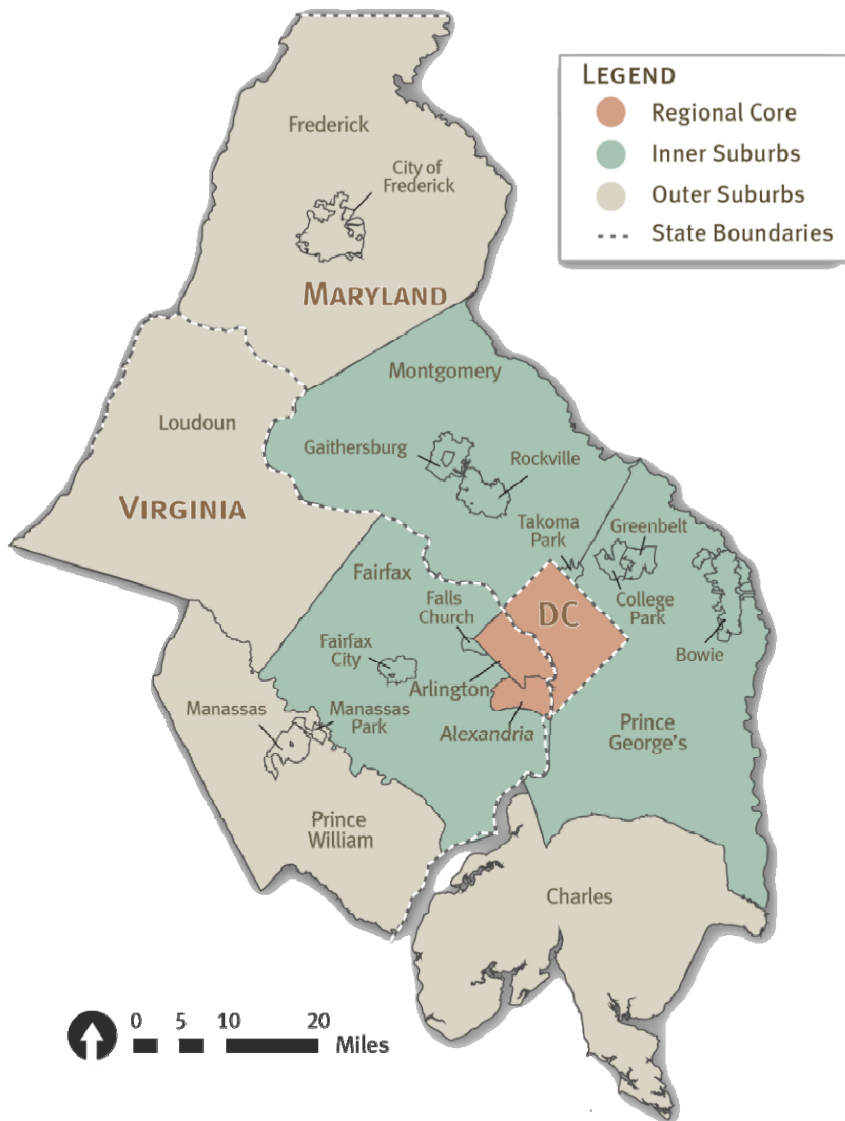 LEGEND
Regional Core
Inner Suburbs
Outer Suburbs
State Boundaries
Frederick
City of
Frederick
MARYLAND
Montgomery
Loudoun
Gaithersburg
Rockville
VIRGINIA
Takoma
Park
Greenbelt
Fairfax
Falls
Church
DC
College
Park
Bowie
Fairfax
City
Arlington
Manassas
Manassas
Park
Alexandria
Prince
George's
Prince
William
Charles
0 5 10 20
Miles